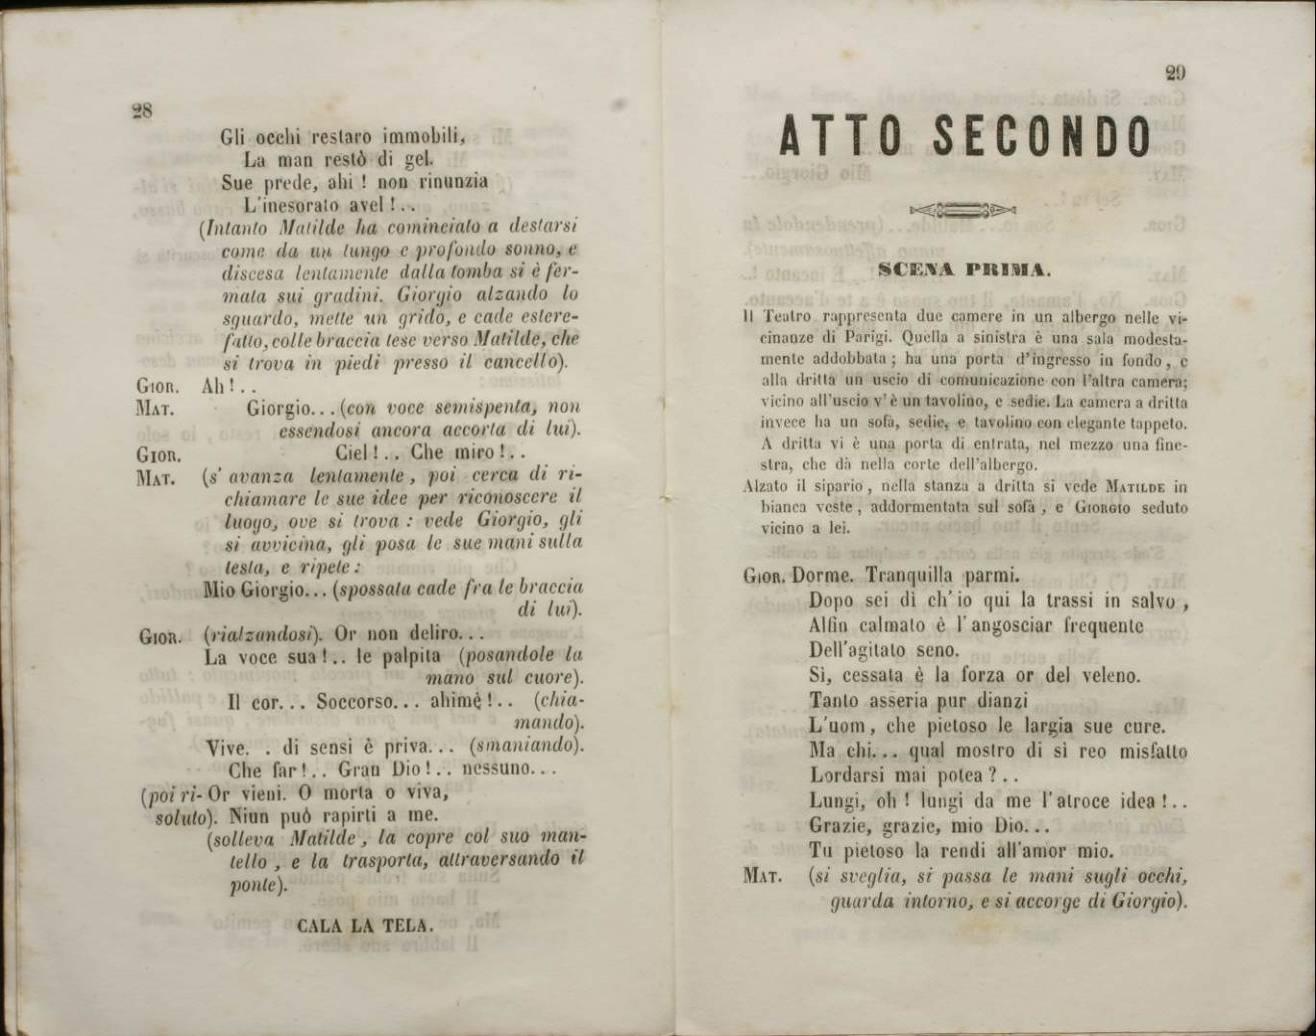 28
Gli occhi restaro immobili,
La man restò di gel.
Sue prede, ahi ! non rinunzia
L'inesorato avel !..
(Intanto Matilde ha cominciato a destarsi
come da un lungo e profondo sonno, e
discesa lentamente dalla tomba si è fer-
mata sui gradini. Giorgio alzando lo
sguardo, mette un grido, e cade estere-
fatto, colle braccia tese verso Matilde, che
si trova in piedi presso il cancello).
GIOR. Ah !..
MAT. Giorgio... (con voce semispenta, non
essendosi ancora accorta di lui).
GIOR. Ciel !.. Che miro !..
MAT. (s' avanza lentamente, poi cerca di ri-
chiamare le sue idee per riconoscere il
luogo, ove si trova : vede Giorgio, gli
si avvicina, gli posa le sue mani sulla
testa, e ripete :
Mio Giorgio... (spossata cade fra le braccia
di lui).
GIOR. (rialzandosi). Or non deliro...
La voce sua !.. le palpita (posandole la
mano sul cuore).
Il cor... Soccorso... ahimè !.. (chia-
mando).
Vive. . di sensi è priva... (smaniando).
Che far !.. Gran Dio !.. nessuno...
(poi ri- Or vieni. O morta o viva,
soluto). Niun può rapirti a me.
(solleva Matilde, la copre col suo man-
tello, e la trasporta, attraversando il
ponte).
CALA LA TELA.
29
ATTO SECONDO
SCENA PRIMA.
Il Teatro rappresenta due camere in un albergo nelle vi-
cinanze di Parigi. Quella a sinistra è una sala modesta-
mente addobbata ; ha una porta d'ingresso in fondo, e
alla dritta un uscio di comunicazione con l'altra camera;
vicino all'uscio v'è un tavolino, e sedie. La camera a dritta
invece ha un sofà, sedie, e tavolino con elegante tappeto.
A dritta vi è una porta di entrata, nel mezzo una fine-
stra, che dà nella corte dell'albergo.
Alzato il sipario, nella stanza a dritta si vede MATILDE in
bianca veste, addormentata sul sofà, e GIORGIO seduto
vicino a lei.
GIOR. Dorme. Tranquilla parmi.
Dopo sei dì ch' io qui la trassi in salvo,
Alfin calmato è l' angosciar frequente
Dell'agitato seno.
Sì, cessata è la forza or del veleno.
Tanto asseria pur dianzi
L'uom, che pietoso le largia sue cure.
Ma chi... qual mostro di sì reo misfatto
Lordarsi mai potea ?..
Lungi, oh ! lungi da me l'atroce idea !..
Grazie, grazie, mio Dio...
Tu pietoso la rendi all'amor mio.
MAT. (si sveglia, si passa le mani sugli occhi,
guarda intorno, e si accorge di Giorgio).